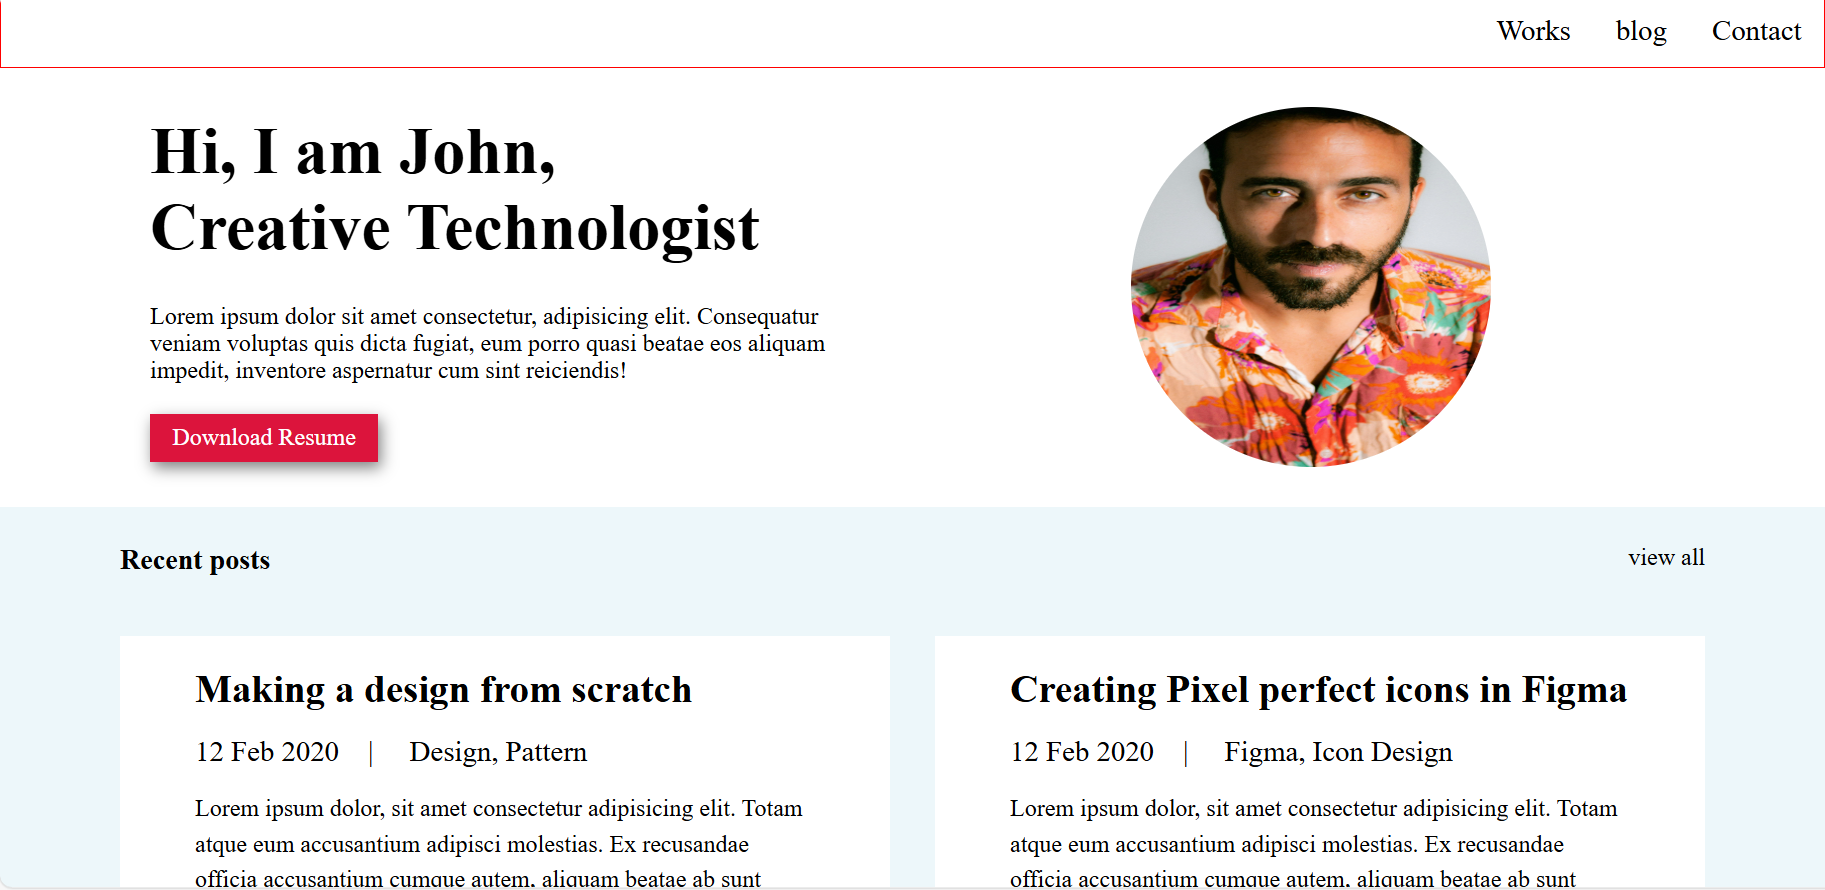 Works blog Contact
Hi, I am John,
Creative Technologist
Lorem ipsum dolor sit amet consectetur, adipisicing elit. Consequatur
veniam voluptas quis dicta fugiat, eum porro quasi beatae eos aliquam
impedit, inventore aspernatur cum sint reiciendis!
Download Resume
Recent posts
view all
Making a design from scratch
12 Feb 2020 | Design, Pattern
Lorem ipsum dolor, sit amet consectetur adipisicing elit. Totam
atque eum accusantium adipisci molestias. Ex recusandae
officia accusantium cumque autem, aliquam beatae ab sunt
Creating Pixel perfect icons in Figma
12 Feb 2020 | Figma, Icon Design
Lorem ipsum dolor, sit amet consectetur adipisicing elit. Totam
atque eum accusantium adipisci molestias. Ex recusandae
officia accusantium cumque autem, aliquam beatae ab sunt